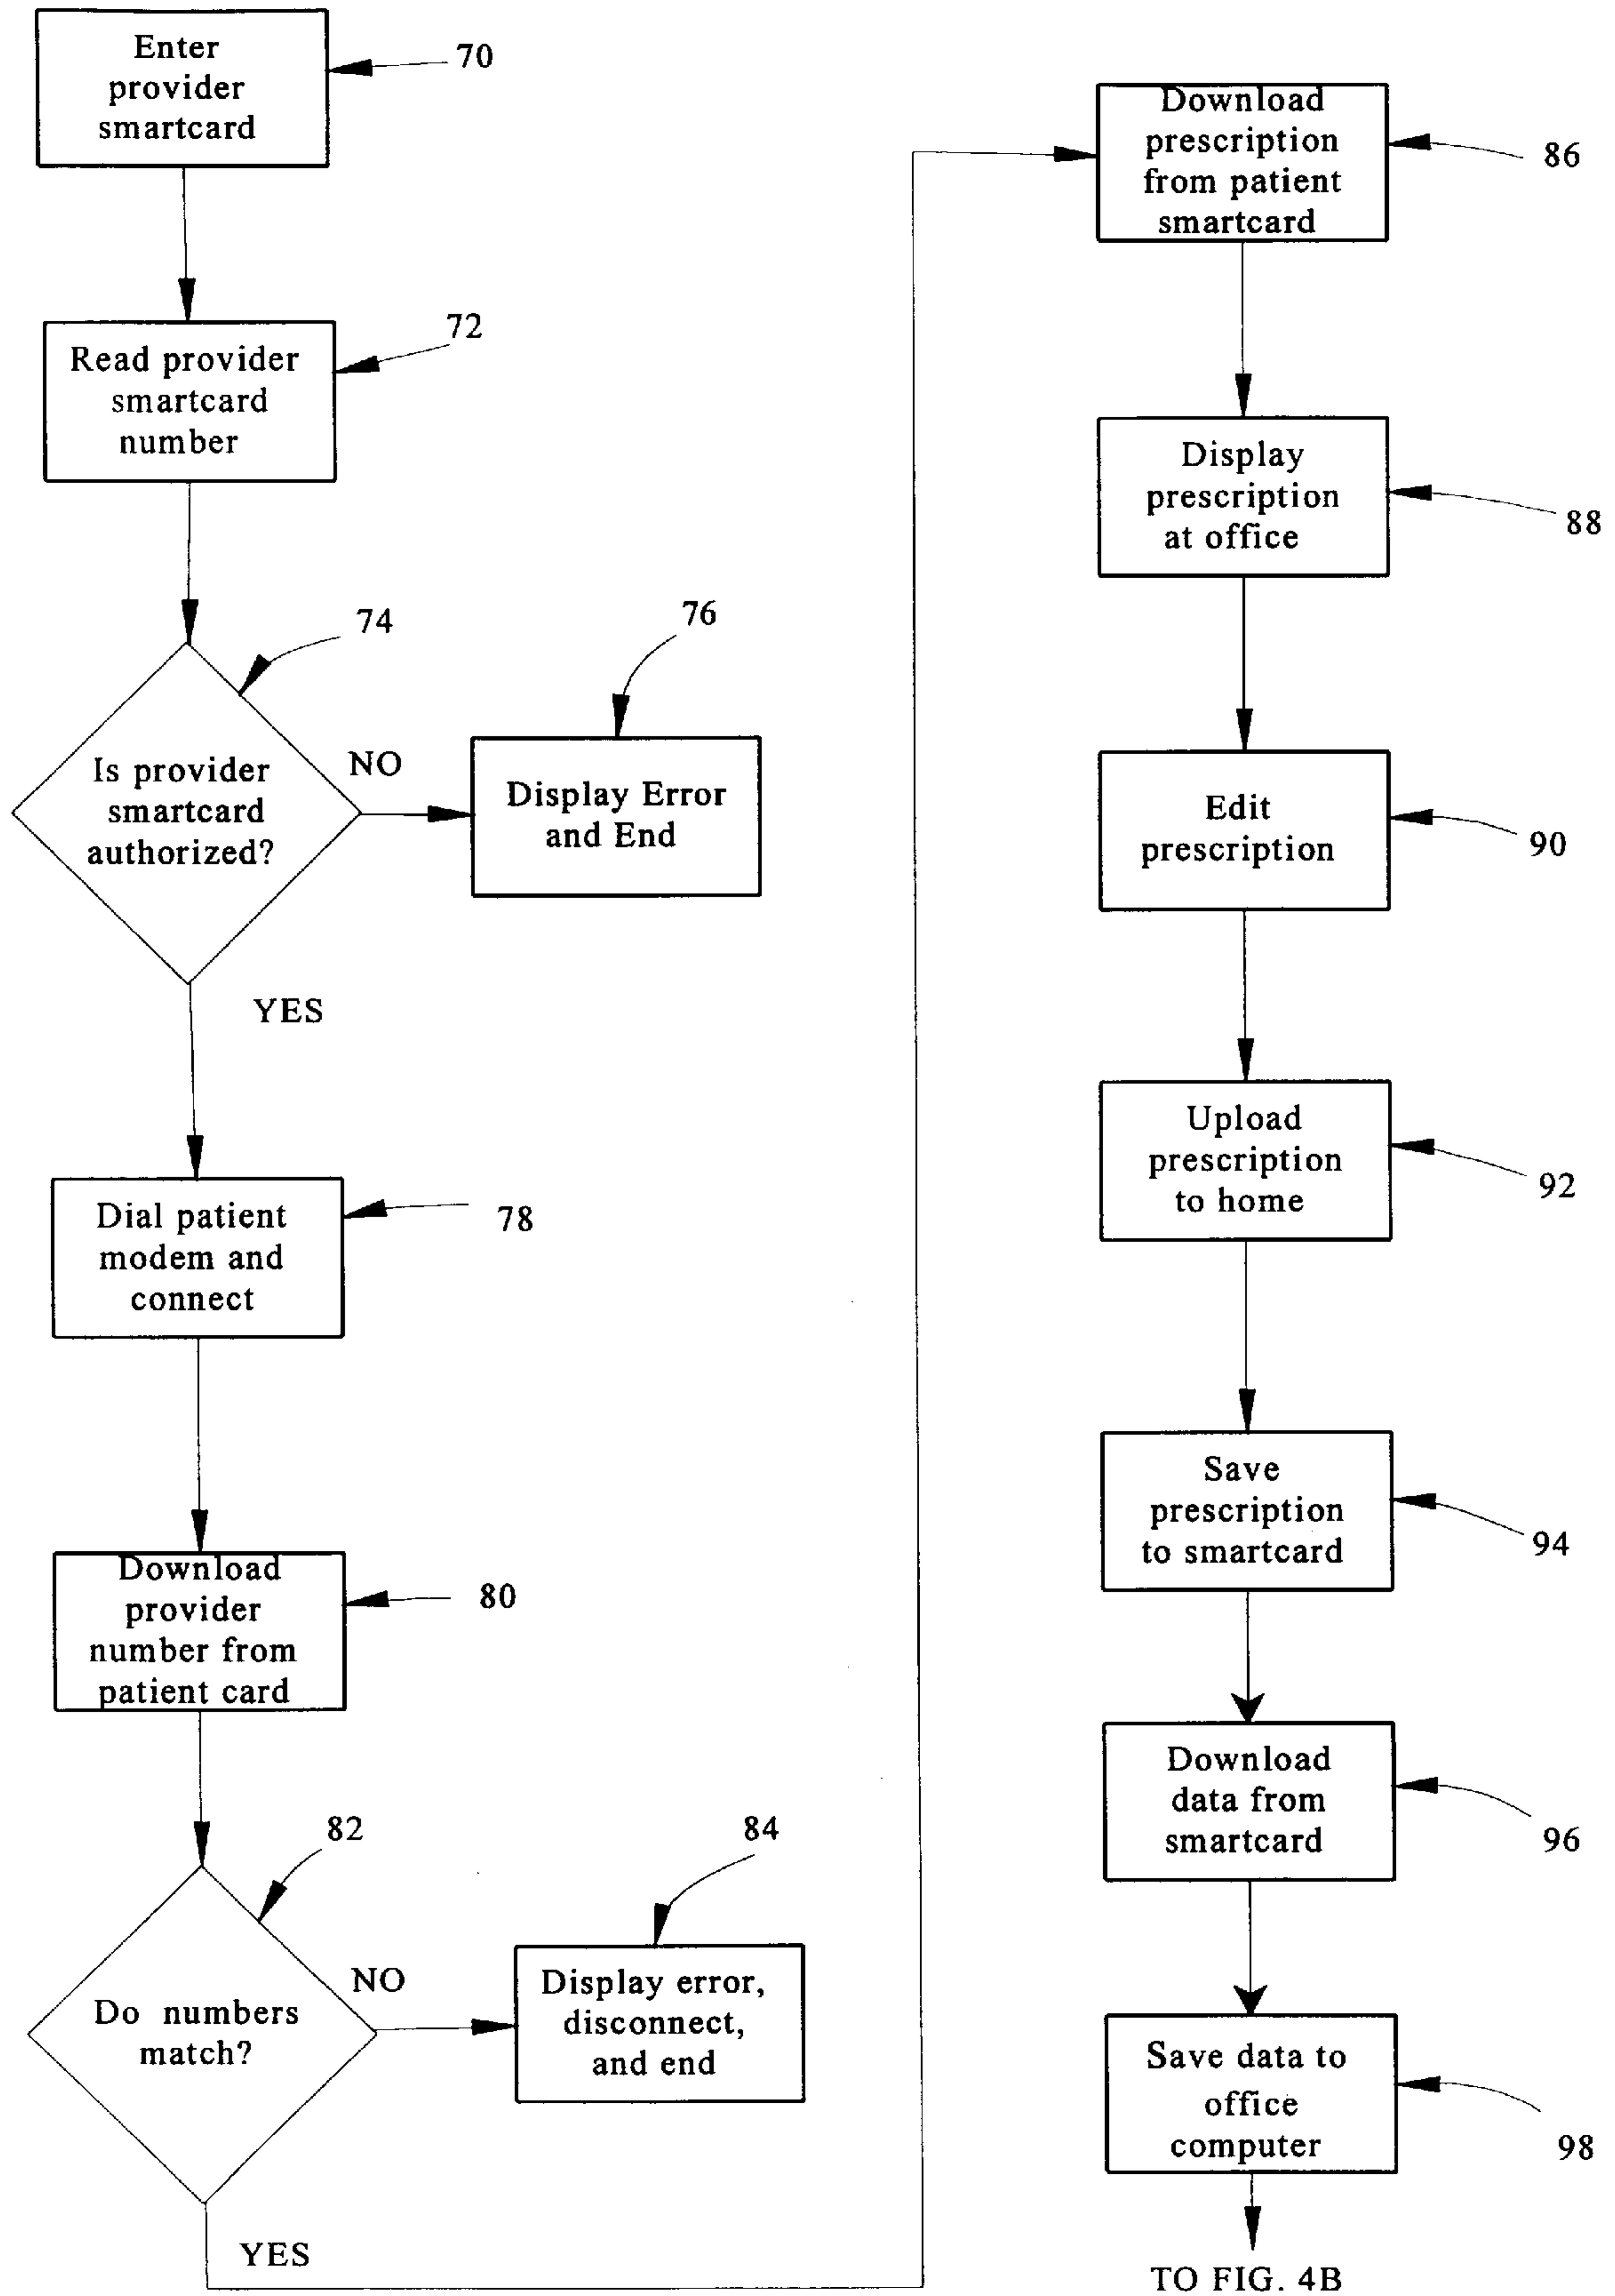 Enter
provider
smartcard
70
Read provider
smartcard
number
72
Is provider
smartcard
authorized?
74
NO
Display Error
and End
76
YES
Dial patient
modem and
connect
78
Download
provider
number from
patient card
80
Do numbers
match?
82
NO
Display error,
disconnect,
and end
84
YES
Download
prescription
from patient
smartcard
86
Display
prescription
at office
88
Edit
prescription
90
Upload
prescription
to home
92
Save
prescription
to smartcard
94
Download
data from
smartcard
96
Save data to
office
computer
98
TO FIG. 4B